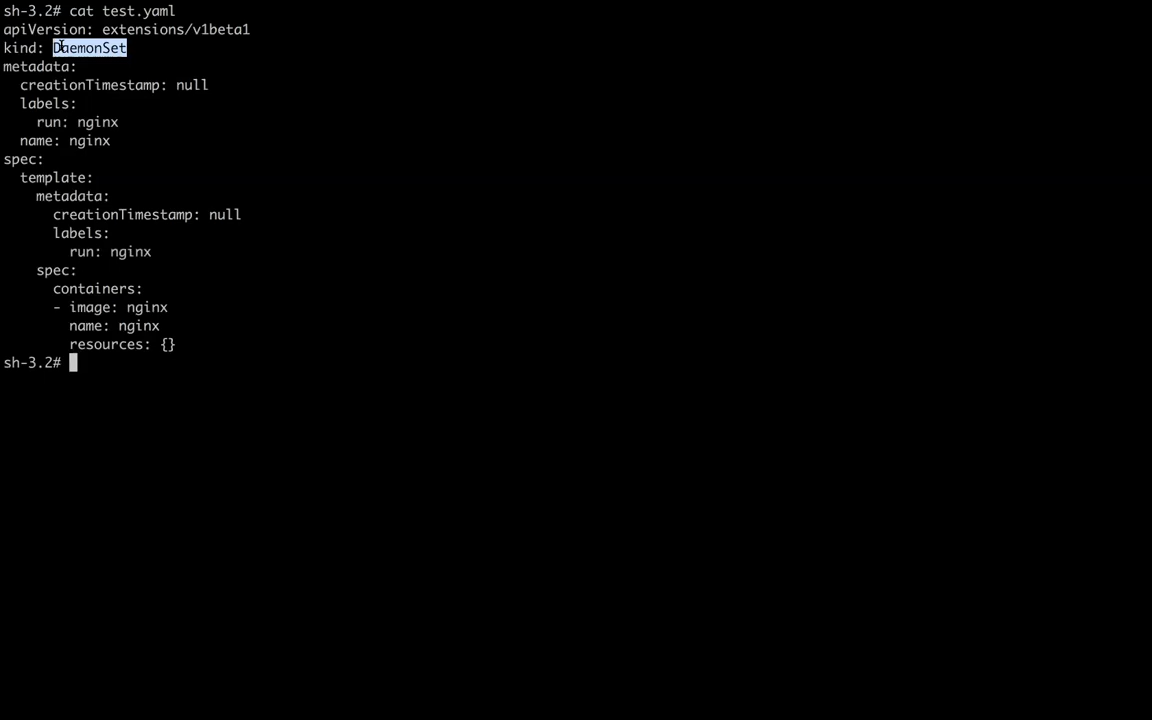 sh-3.2# cat test.yaml
apiVersion: extensions/v1beta1
kind: DaemonSet
metadata:
  creationTimestamp: null
  labels:
    run: nginx
  name: nginx
spec:
  template:
    metadata:
      creationTimestamp: null
      labels:
        run: nginx
    spec:
      containers:
      - image: nginx
        name: nginx
        resources: {}
sh-3.2#